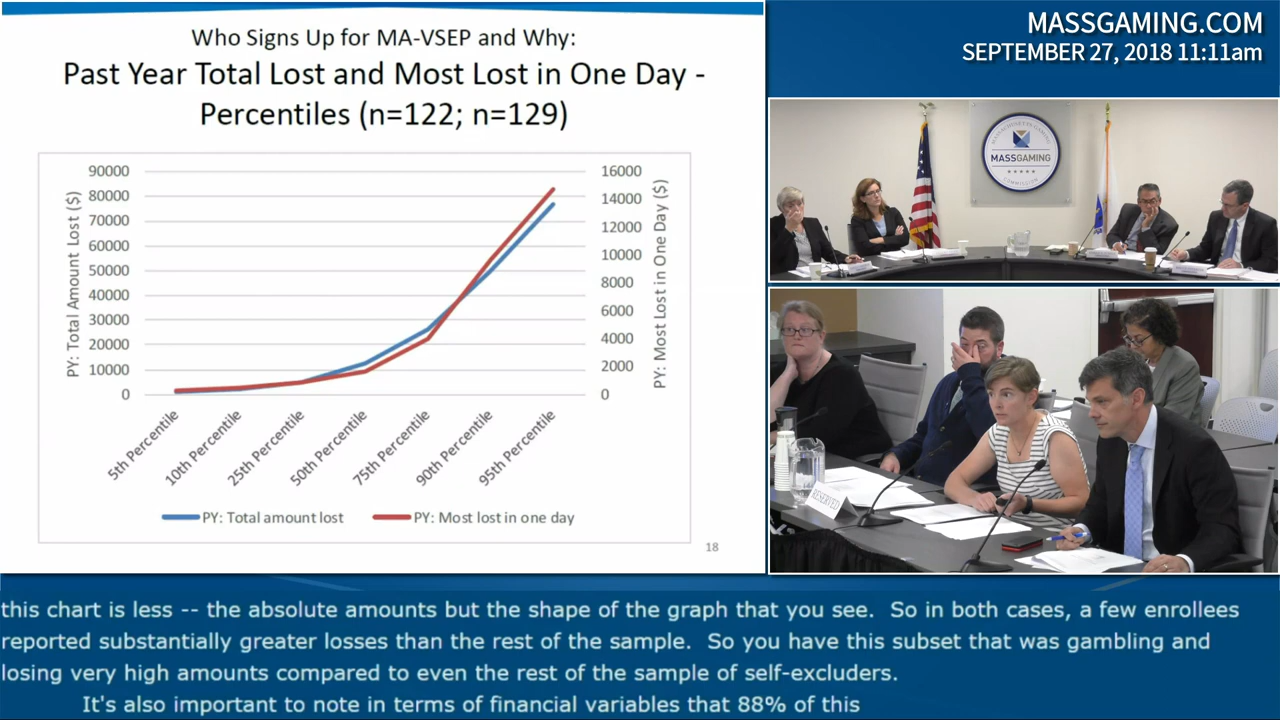 Who Signs Up for MA-VSEP and Why:
Past Year Total Lost and Most Lost in One Day -
Percentiles (n=122; n=129)
PY: Total Amount Lost ($)
90000
80000
70000
60000
50000
40000
30000
20000
10000
0
16000
14000
12000
10000
8000
6000
4000
2000
0
PY: Most Lost in One Day ($)
5th Percentile
10th Percentile
25th Percentile
50th Percentile
75th Percentile
90th Percentile
95th Percentile
PY: Total amount lost
PY: Most lost in one day
18
MASSGAMING.COM
SEPTEMBER 27, 2018 11:11am
MASSGAMING
RESERVED
this chart is less -- the absolute amounts but the shape of the graph that you see. So in both cases, a few enrollees
reported substantially greater losses than the rest of the sample. So you have this subset that was gambling and
losing very high amounts compared to even the rest of the sample of self-excluders.
It's also important to note in terms of financial variables that 88% of this